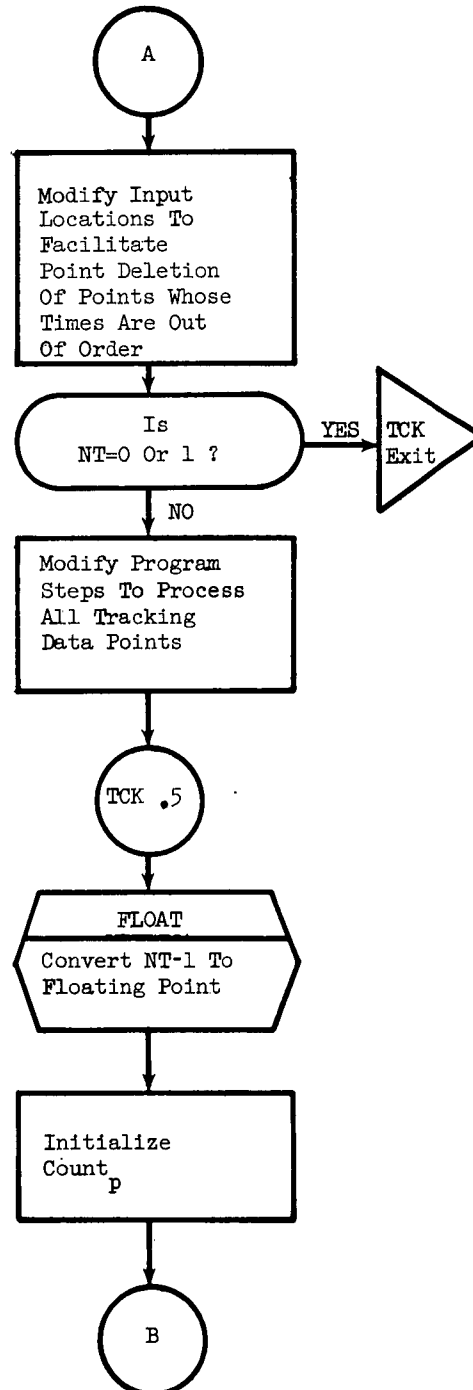 A
Modify Input
Locations To
Facilitate
Point Deletion
Of Points Whose
Times Are Out
Of Order
Is
NT=0 Or 1 ?
YES
TCK
Exit
NO
Modify Program
Steps To Process
All Tracking
Data Points
TCK .5
FLOAT
Convert NT-1 To
Floating Point
Initialize
Count p
B